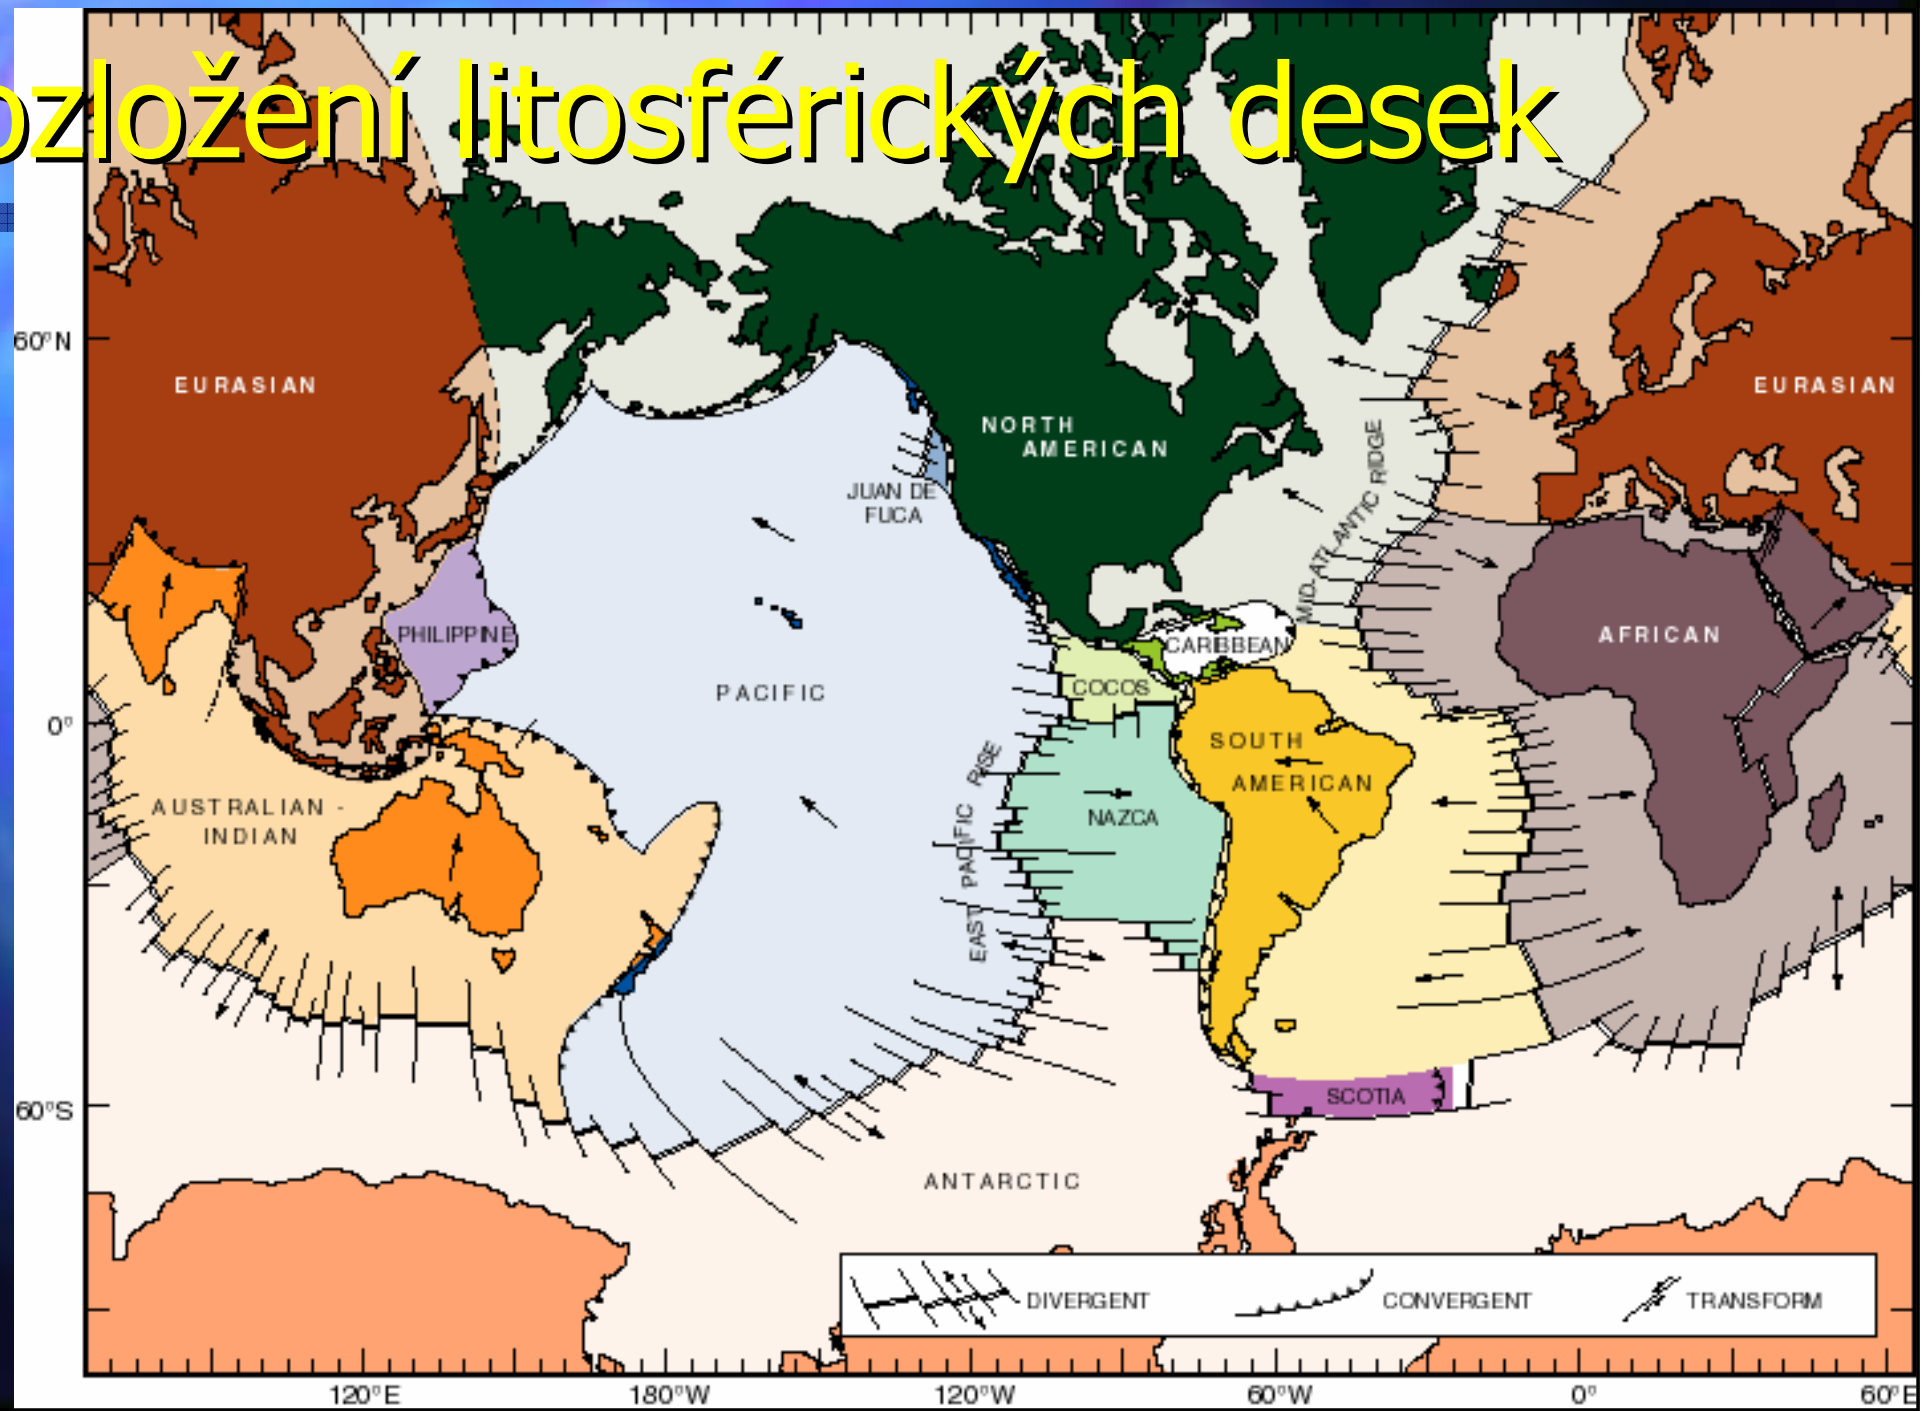 ozložení litosférických desek
60°N
EURASIAN
EURASIAN
NORTH
AMERICAN
MID-ATLANTIC RIDGE
JUAN DE
FUCA
PHILIPPINE
CARIBBEAN
AFRICAN
COCOS
PACIFIC
0°
SOUTH
AMERICAN
EAST PACIFIC RISE
AUSTRALIAN -
INDIAN
NAZCA
60°S
SCOTIA
ANTARCTIC
DIVERGENT
CONVERGENT
TRANSFORM
120°E
180°W
120°W
60°W
0°
60°E